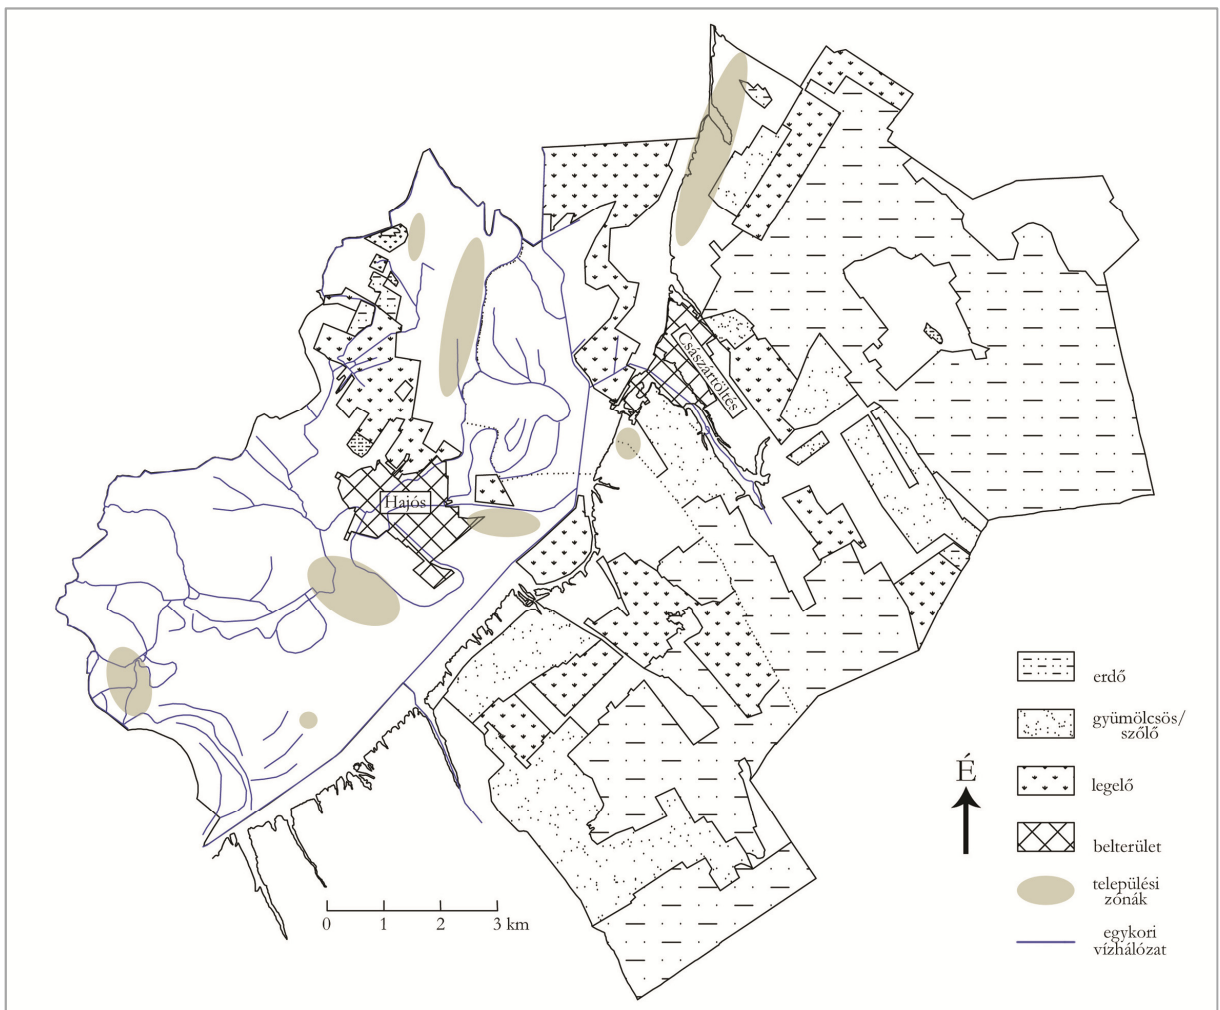 Császártöltés
Hajós
É
erdő
gyümölcsös/
szőlő
legelő
belterület
települési
zónák
egykori
vízhálózat
0 1 2 3 km